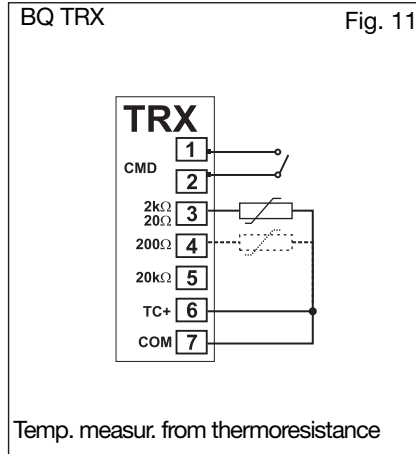 BQ TRX
Fig. 11
TRX
1
CMD
2
2kΩ
20Ω
3
200Ω
4
20kΩ
5
TC+
6
COM
7
Temp. measur. from thermoresistance